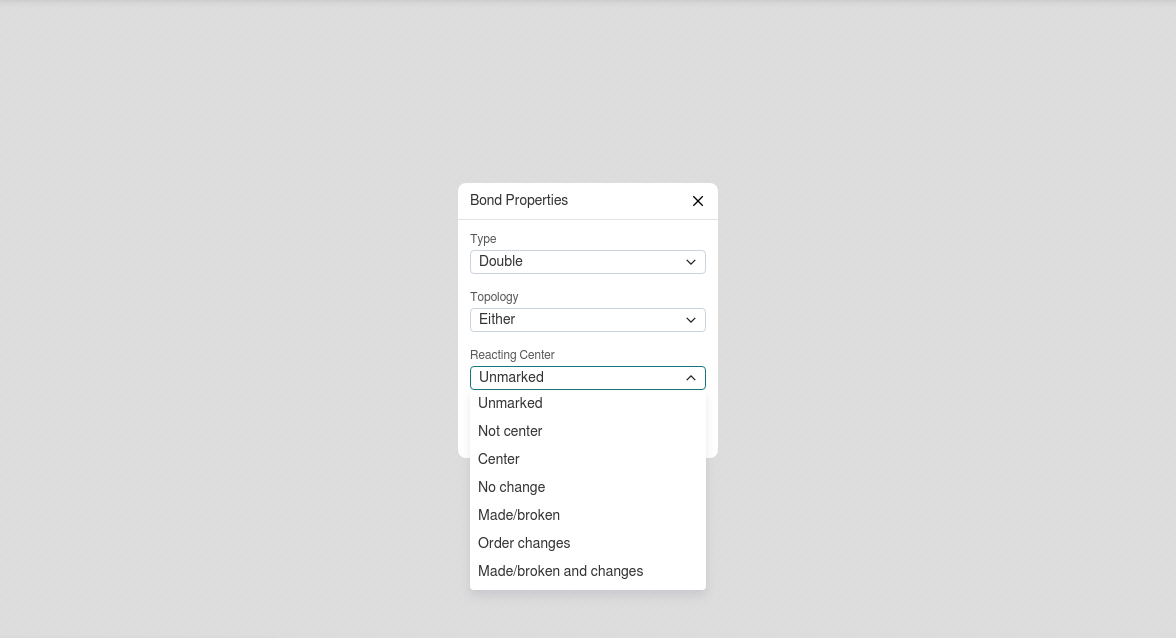 Bond Properties
Type
Double
Topology
Either
Reacting Center
Unmarked
Unmarked
Not center
Center
No change
Made/broken
Order changes
Made/broken and changes